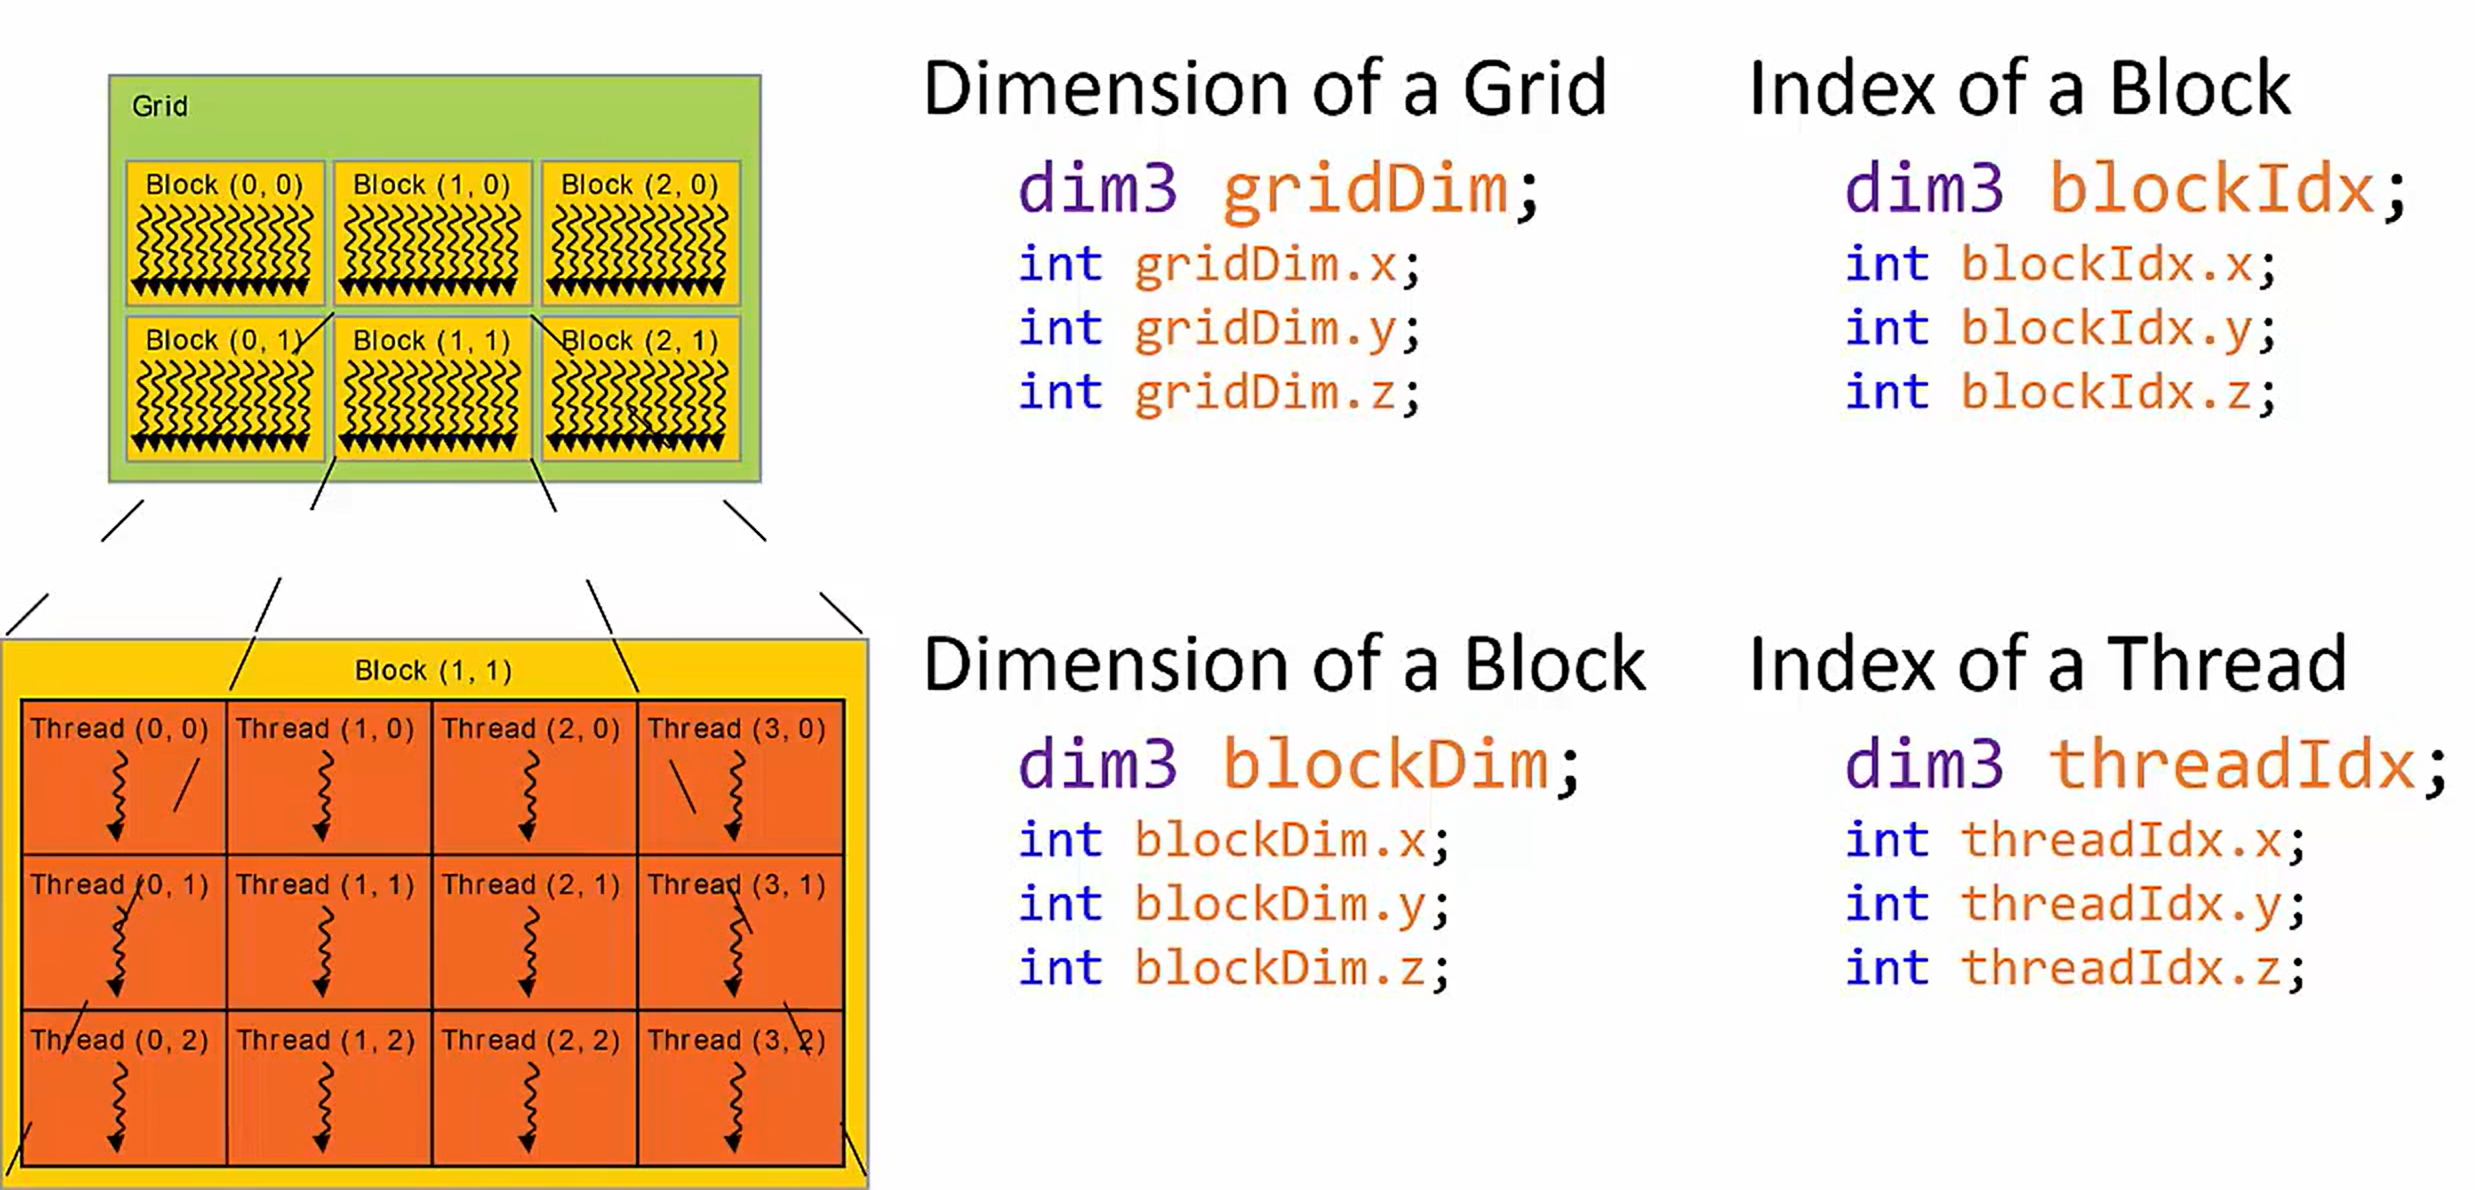 Grid
Block (0, 0) Block (1, 0) Block (2, 0)
Block (0, 1) Block (1, 1) Block (2, 1)
Block (1, 1)
Thread (0, 0) Thread (1, 0) Thread (2, 0) Thread (3, 0)
Thread (0, 1) Thread (1, 1) Thread (2, 1) Thread (3, 1)
Thread (0, 2) Thread (1, 2) Thread (2, 2) Thread (3, 2)
Dimension of a Grid
dim3 gridDim;
int gridDim.x;
int gridDim.y;
int gridDim.z;
Index of a Block
dim3 blockIdx;
int blockIdx.x;
int blockIdx.y;
int blockIdx.z;
Dimension of a Block
dim3 blockDim;
int blockDim.x;
int blockDim.y;
int blockDim.z;
Index of a Thread
dim3 threadIdx;
int threadIdx.x;
int threadIdx.y;
int threadIdx.z;